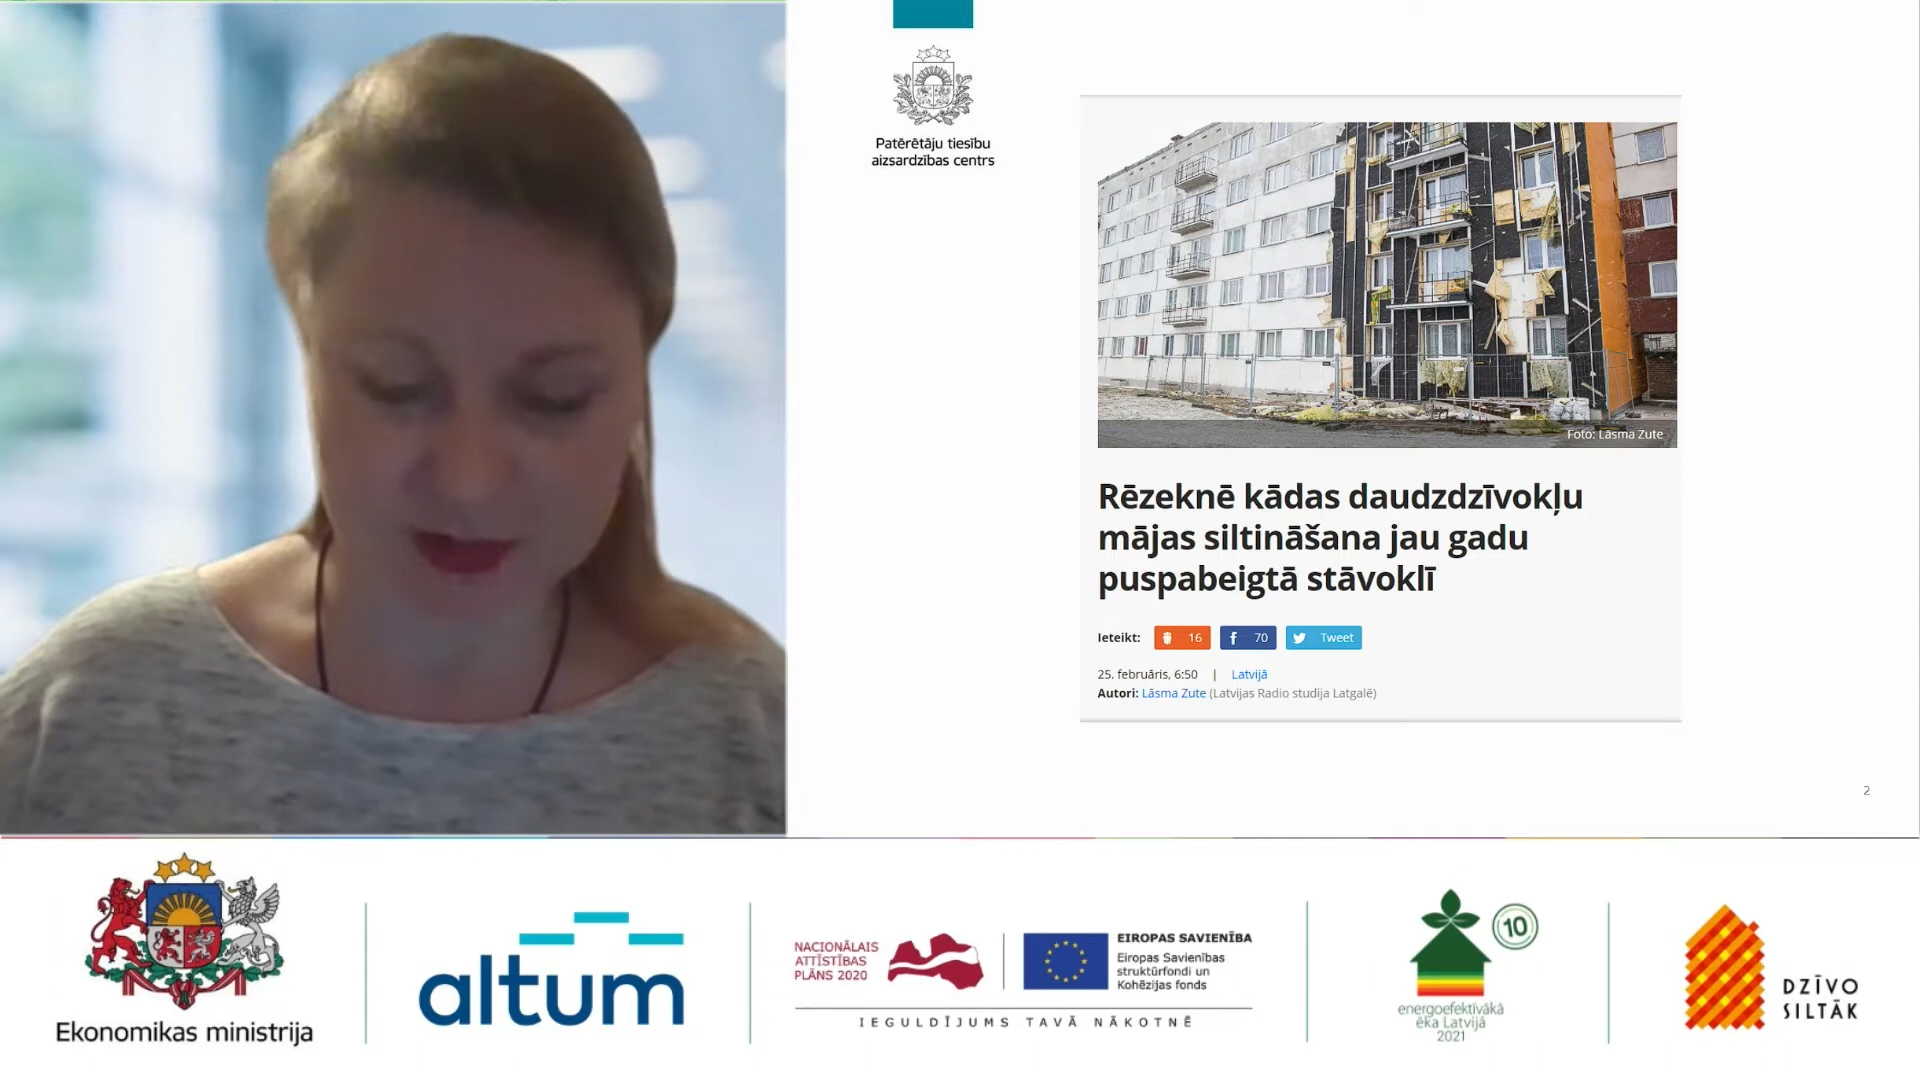 Patērētāju tiesību
aizsardzības centrs
Foto: Lāsma Zute
Rēzeknē kādas daudzdzīvokļu
mājas siltināšana jau gadu
puspabeigtā stāvoklī
Ieteikt: 16 70 Tweet
25. februāris, 6:50 | Latvijā
Autori: Lāsma Zute (Latvijas Radio studija Latgalē)
2
Ekonomikas ministrija
altum
NACIONĀLAIS
ATTĪSTĪBAS
PLĀNS 2020
EIROPAS SAVIENĪBA
Eiropas Savienības
struktūrfondi un
Kohēzijas fonds
IEGULDĪJUMS TAVĀ NĀKOTNĒ
10
energoefektīvākā
ēka Latvijā
2021
DZĪVO
SILTĀK